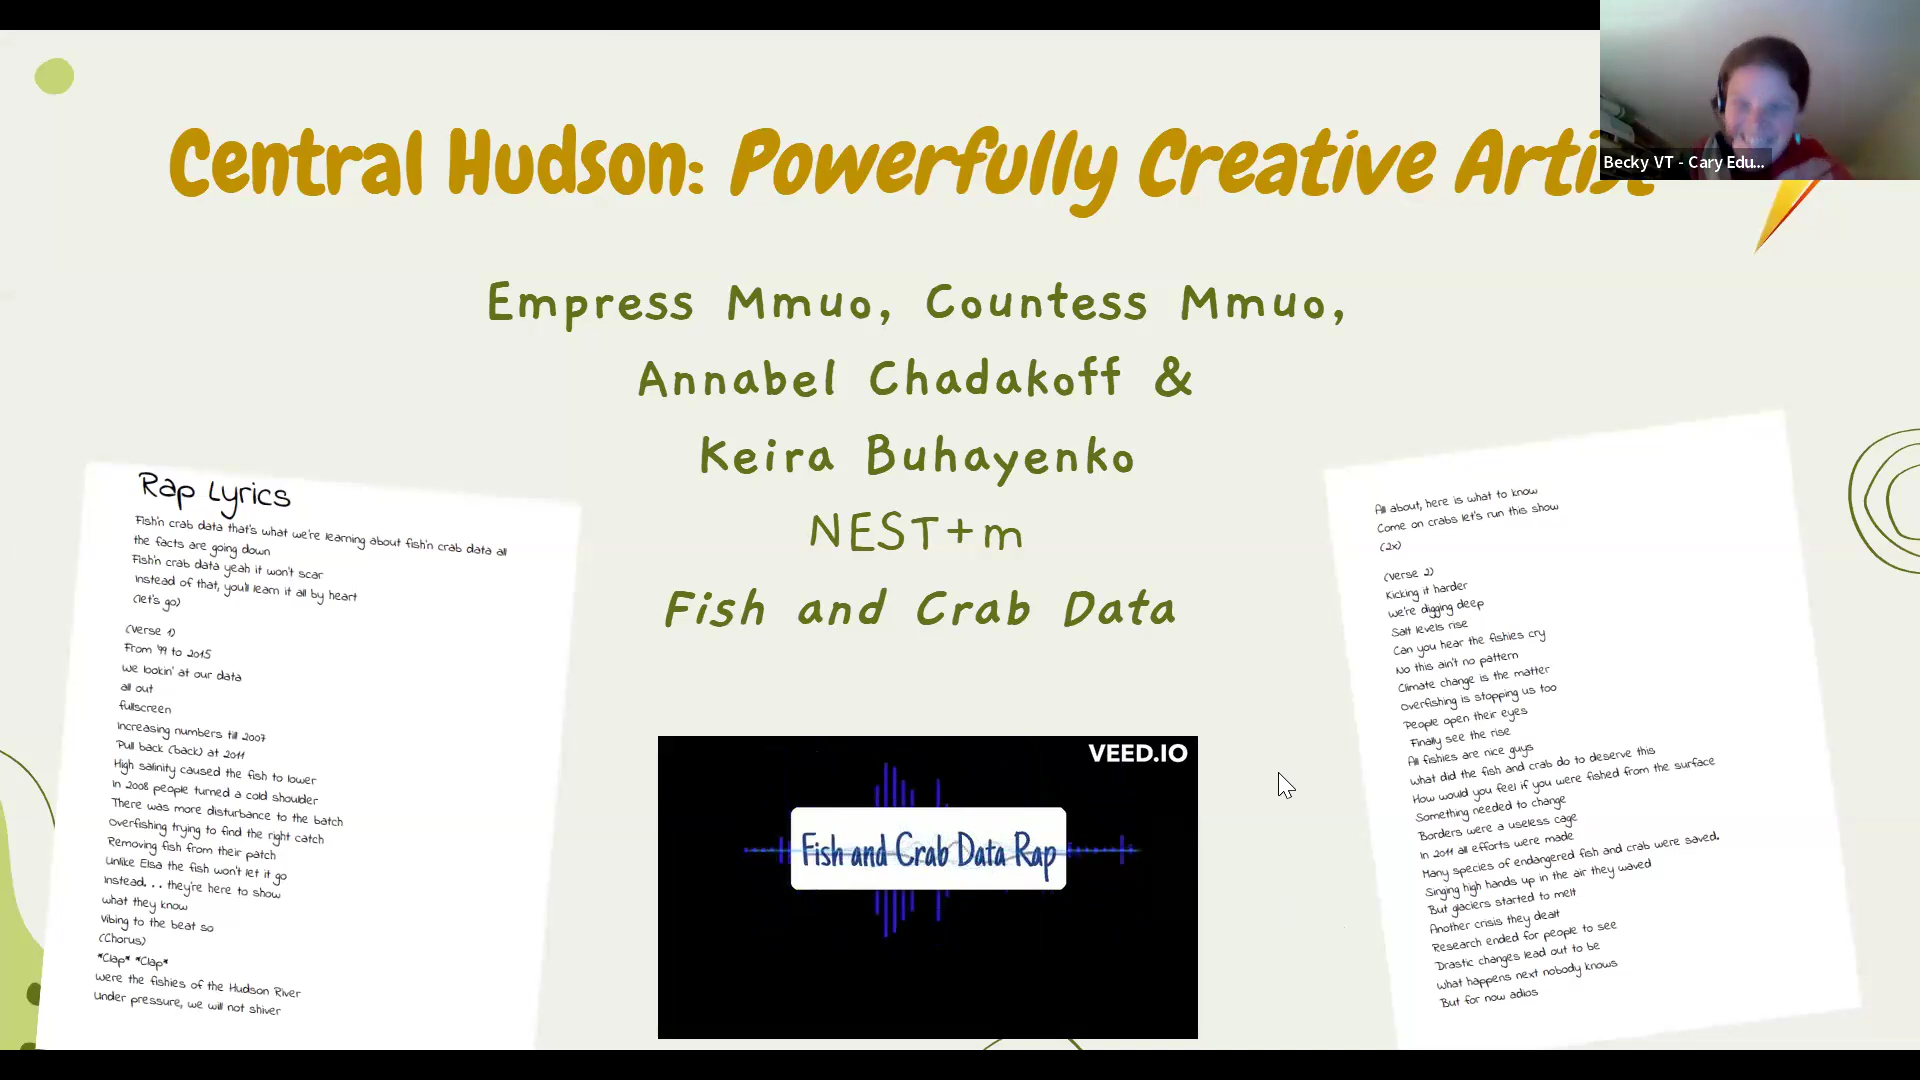 Central Hudson: Powerfully Creative Artist
Becky VT - Cary Edu...
Empress Mmuo, Countess Mmuo,
Annabel Chadakoff &
Keira Buhayenko
NEST+m
Fish and Crab Data
Rap Lyrics
Fish'n crab data that's what we're learning about fish'n crab data all
the facts are going down
Fish'n crab data yeah it won't scar
Instead of that, you'll learn it all by heart
(let's go)
(Verse 1)
From '99 to 2015
We lookin' at our data
all out
fullscreen
Increasing numbers till 2007
Pull back (back) at 2011
High salinity caused the fish to lower
In 2008 people turned a cold shoulder
There was more disturbance to the batch
Overfishing trying to find the right catch
Removing fish from their patch
Unlike Elsa the fish won't let it go
Instead. . . they're here to show
what they know
Vibing to the beat so
(Chorus)
*Clap* *Clap*
Were the fishies of the Hudson River
Under pressure, we will not shiver
VEED.IO
Fish and Crab Data Rap
All about, here is what to know
Come on crabs let's run this show
(2x)
(Verse 2)
Kicking it harder
We're digging deep
Salt levels rise
Can you hear the fishies cry
No this ain't no pattern
Climate change is the matter
Overfishing is stopping us too
People open their eyes
Finally see the rise
All fishies are nice guys
What did the fish and crab do to deserve this
How would you feel if you were fished from the surface
Something needed to change
Borders were a useless cage
In 2011 all efforts were made
Many species of endangered fish and crab were saved.
Singing high hands up in the air they waved
But glaciers started to melt
Another crisis they dealt
Research ended for people to see
Drastic changes lead out to be
What happens next nobody knows
But for now adios